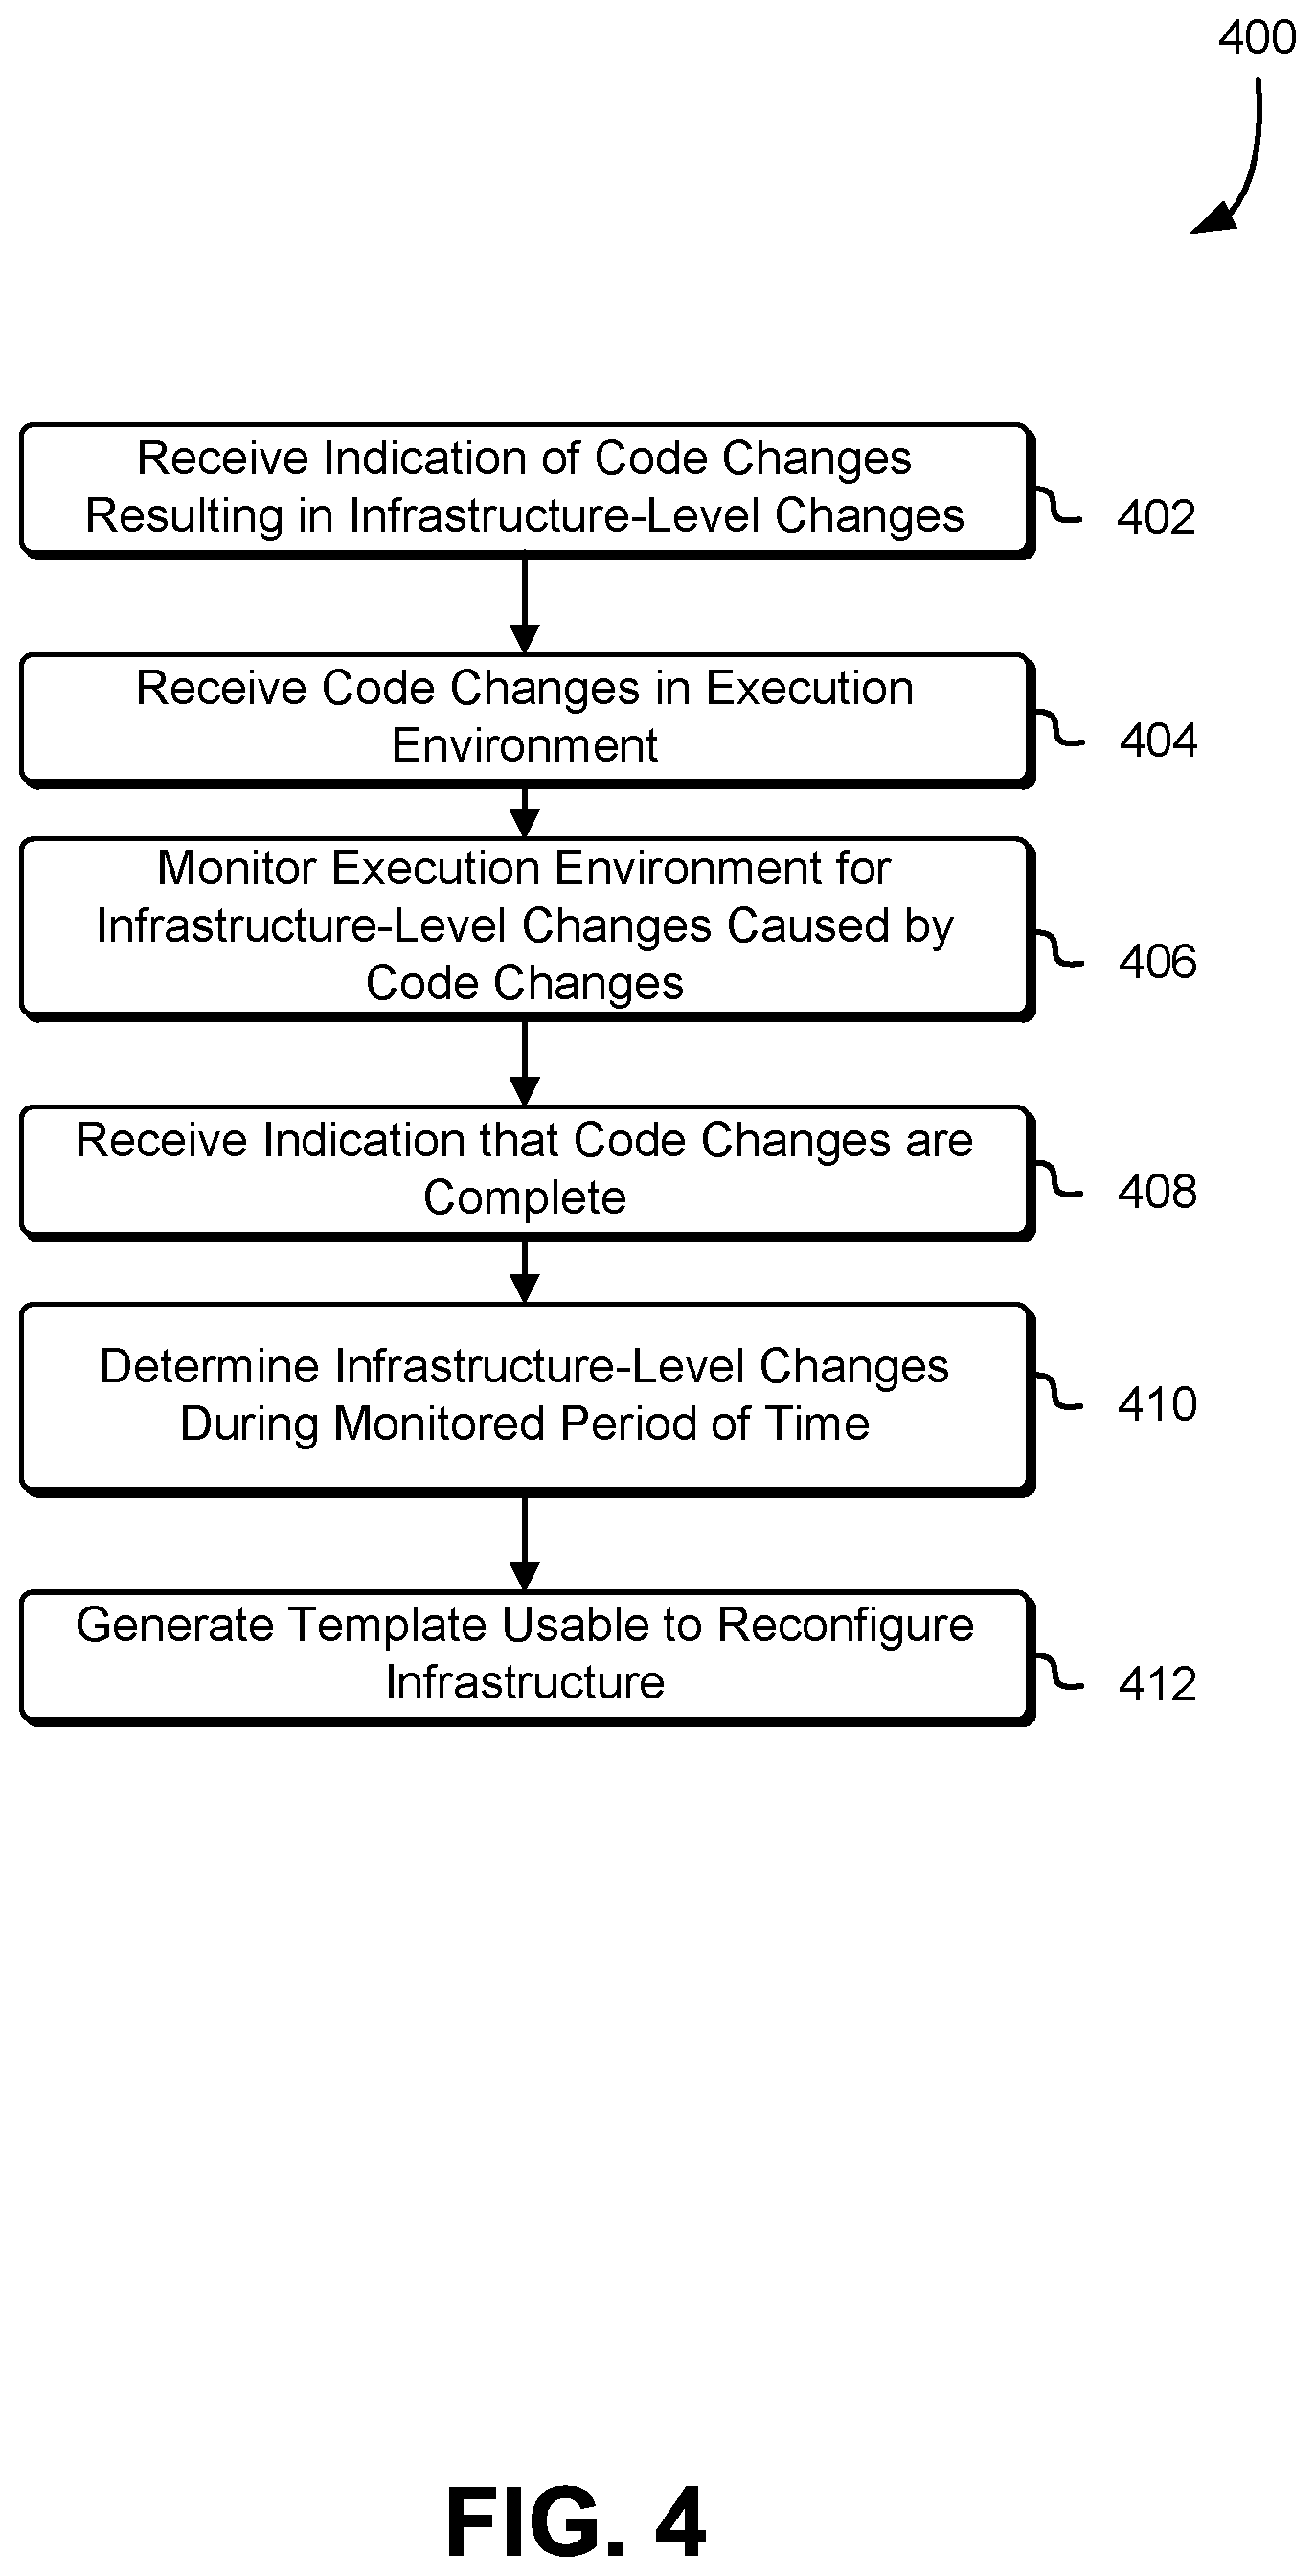 400
Receive Indication of Code Changes
Resulting in Infrastructure-Level Changes
402
Receive Code Changes in Execution
Environment
404
Monitor Execution Environment for
Infrastructure-Level Changes Caused by
Code Changes
406
Receive Indication that Code Changes are
Complete
408
Determine Infrastructure-Level Changes
During Monitored Period of Time
410
Generate Template Usable to Reconfigure
Infrastructure
412
FIG. 4